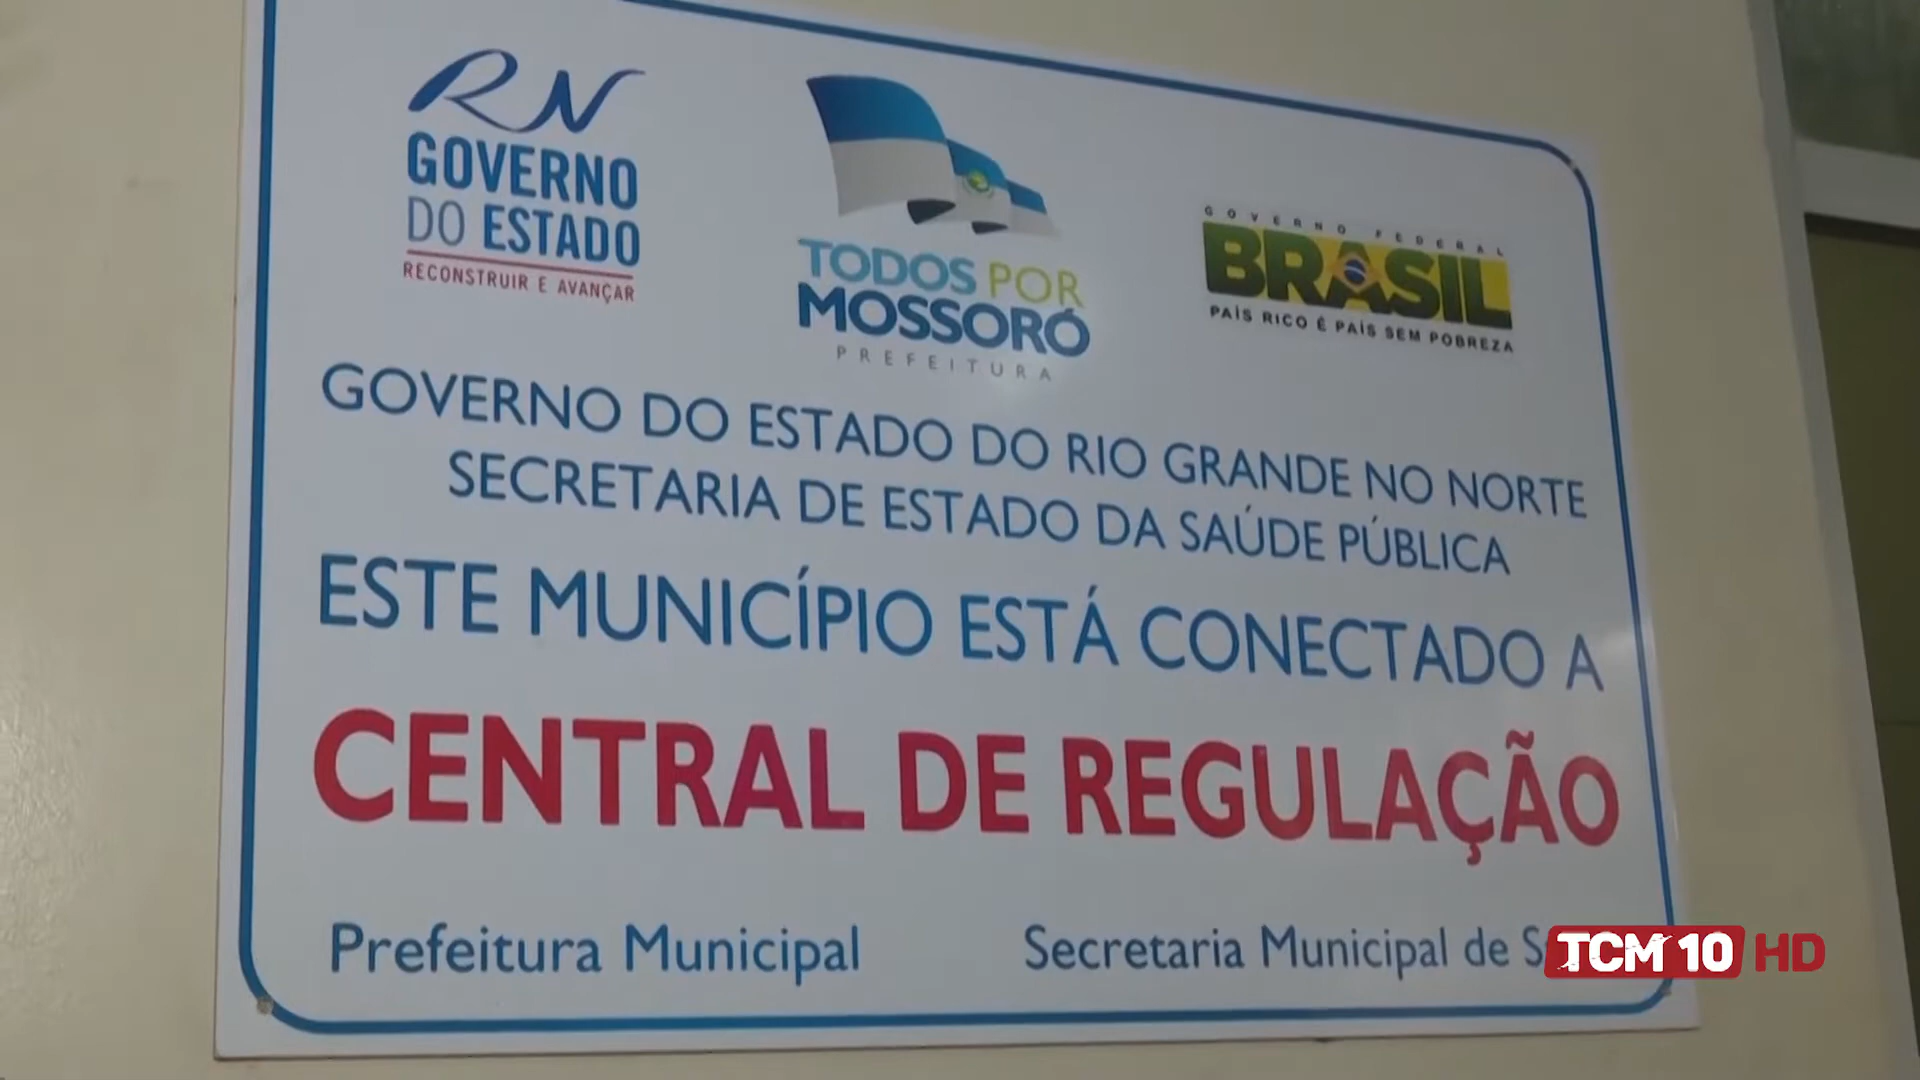 RN
GOVERNO
DO ESTADO
RECONSTRUIR E AVANÇAR
TODOS POR
MOSSORÓ
PREFEITURA
GOVERNO FEDERAL
BRASIL
PAÍS RICO É PAÍS SEM POBREZA
GOVERNO DO ESTADO DO RIO GRANDE NO NORTE
SECRETARIA DE ESTADO DA SAÚDE PÚBLICA
ESTE MUNICÍPIO ESTÁ CONECTADO A
CENTRAL DE REGULAÇÃO
Prefeitura Municipal
Secretaria Municipal de
TCM 10 HD